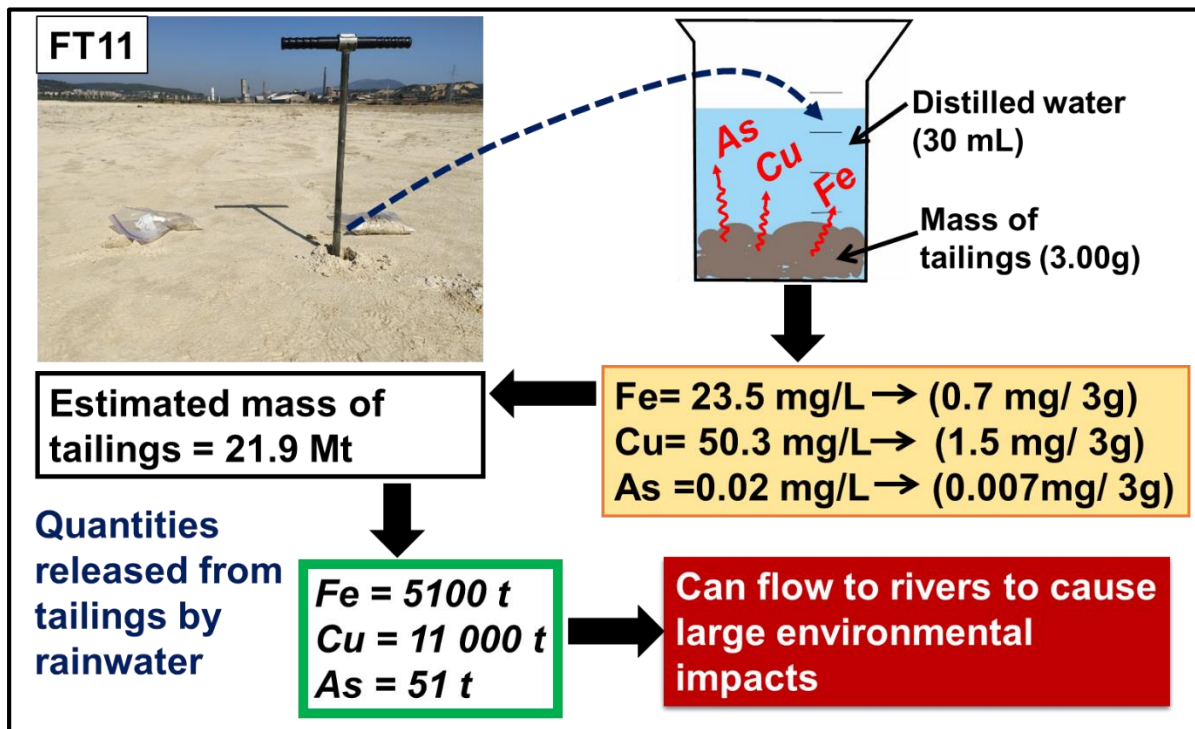 FT11
As
Cu
Fe
Distilled water
(30 mL)
Mass of
tailings (3.00g)
Fe= 23.5 mg/L → (0.7 mg/ 3g)
Cu= 50.3 mg/L→ (1.5 mg/ 3g)
As =0.02 mg/L→ (0.007mg/ 3g)
Estimated mass of
tailings = 21.9 Mt
Quantities
released from
tailings by
rainwater
Fe = 5100 t
Cu = 11 000 t
As = 51 t
Can flow to rivers to cause
large environmental
impacts